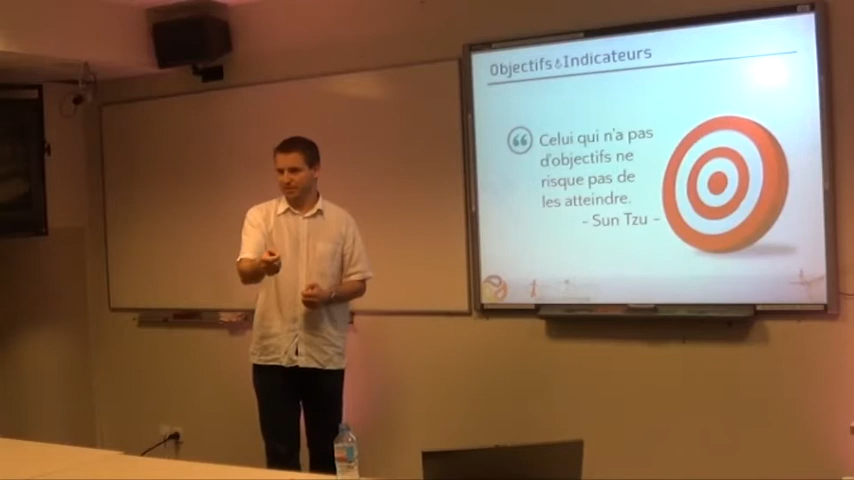 Objectifs & Indicateurs
Celui qui n'a pas
d'objectifs ne
risque pas de
les atteindre.
- Sun Tzu -